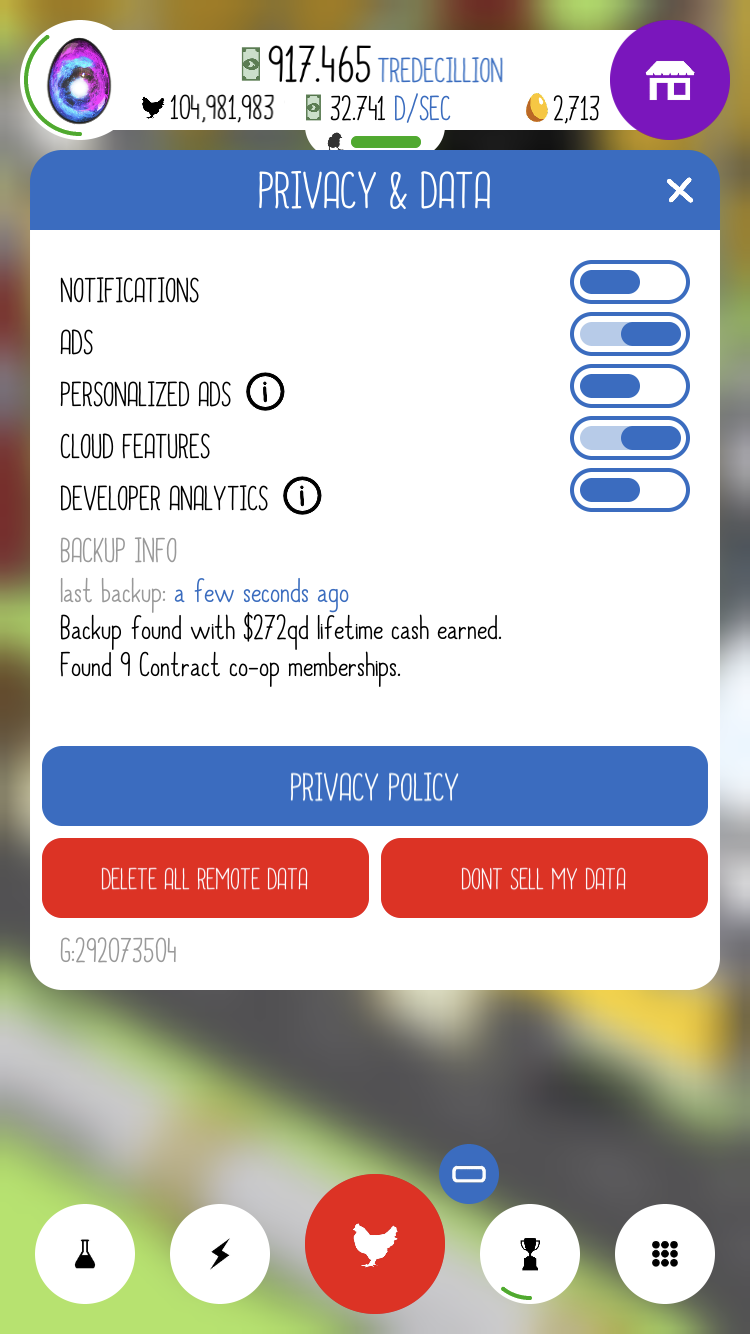 917.465 TREDECILLION
104,981,983 32.741 D/SEC 2,713
PRIVACY & DATA
NOTIFICATIONS
ADS
PERSONALIZED ADS i
CLOUD FEATURES
DEVELOPER ANALYTICS i
BACKUP INFO
last backup: a few seconds ago
Backup found with $272qd lifetime cash earned.
Found 9 Contract co-op memberships.
PRIVACY POLICY
DELETE ALL REMOTE DATA
DONT SELL MY DATA
G:292073504